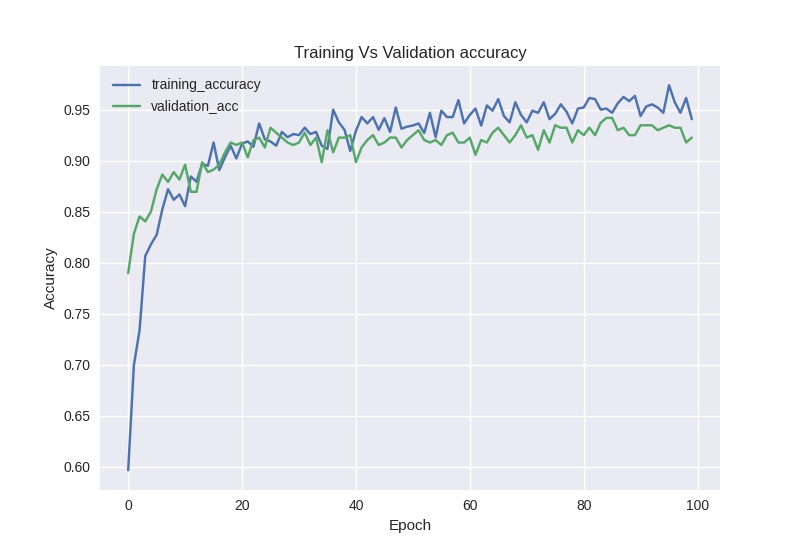 Training Vs Validation accuracy
training_accuracy
validation_acc
0.95
0.90
0.85
0.80
0.75
0.70
0.65
0.60
Accuracy
0 20 40 60 80 100
Epoch